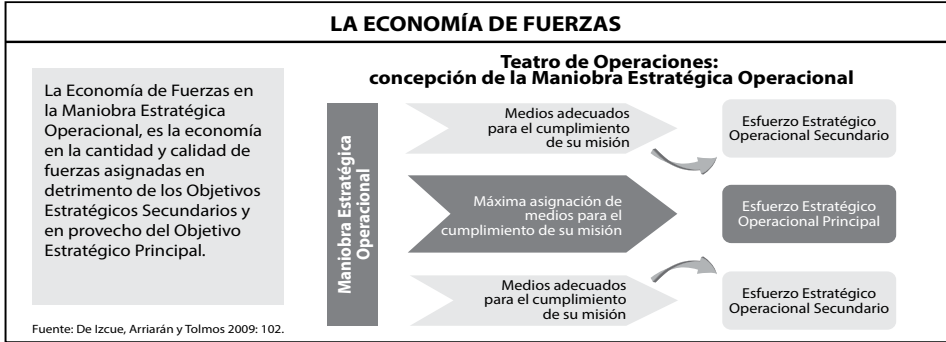 LA ECONOMÍA DE FUERZAS
La Economía de Fuerzas en
la Maniobra Estratégica
Operacional, es la economía
en la cantidad y calidad de
fuerzas asignadas en
detrimento de los Objetivos
Estratégicos Secundarios y
en provecho del Objetivo
Estratégico Principal.
Fuente: De Izcue, Arriarán y Tolmos 2009: 102.
Teatro de Operaciones:
concepción de la Maniobra Estratégica Operacional
Maniobra Estratégica
Operacional
Medios adecuados
para el cumplimiento
de su misión
Esfuerzo Estratégico
Operacional Secundario
Máxima asignación de
medios para el
cumplimiento de su misión
Esfuerzo Estratégico
Operacional Principal
Medios adecuados
para el cumplimiento
de su misión
Esfuerzo Estratégico
Operacional Secundario